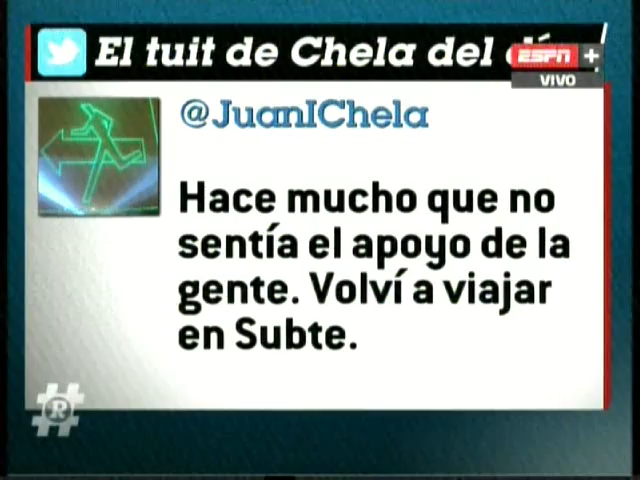 El tuit de Chela del
ESPN +
VIVO
@JuanIChela
Hace mucho que no
sentía el apoyo de la
gente. Volví a viajar
en Subte.
#R